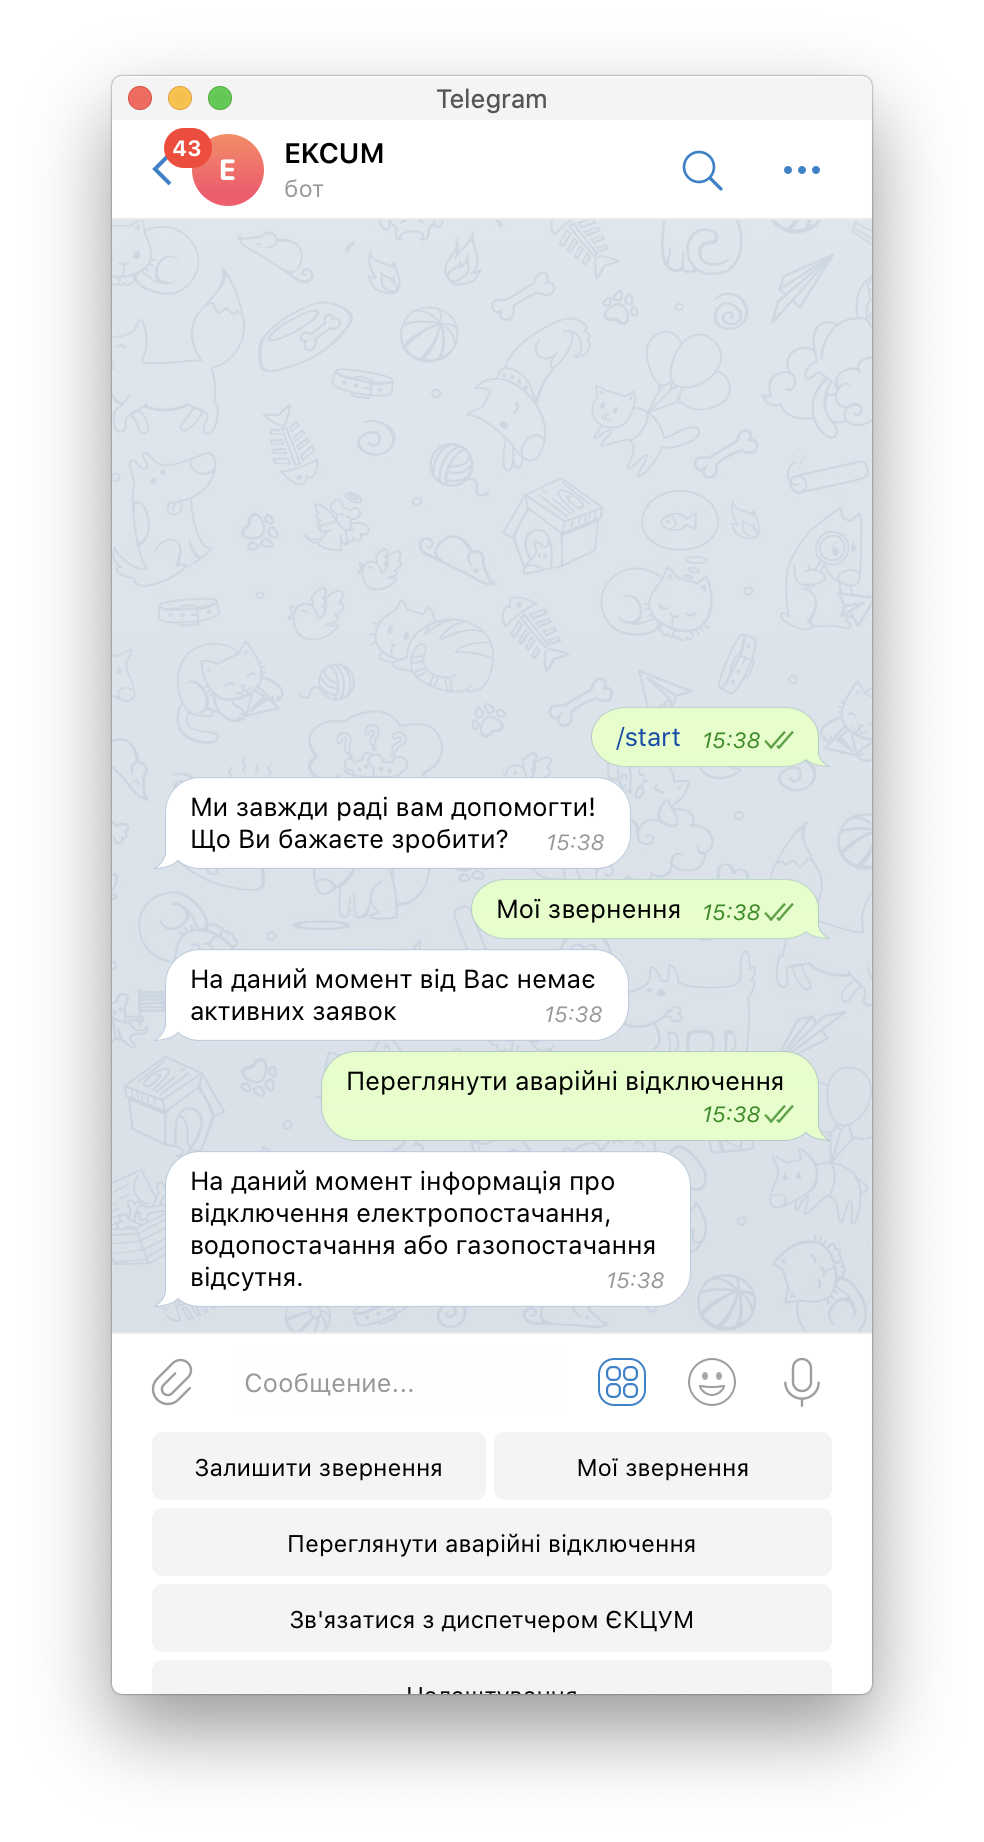 Telegram
43
E
EKCUM
бот
/start 15:38
Ми завжди раді вам допомогти!
Що Ви бажаєте зробити? 15:38
Мої звернення 15:38
На даний момент від Вас немає
активних заявок 15:38
Переглянути аварійні відключення
15:38
На даний момент інформація про
відключення електропостачання,
водопостачання або газопостачання
відсутня. 15:38
Сообщение...
Залишити звернення
Мої звернення
Переглянути аварійні відключення
Зв'язатися з диспетчером ЄКЦУМ
Налаштування